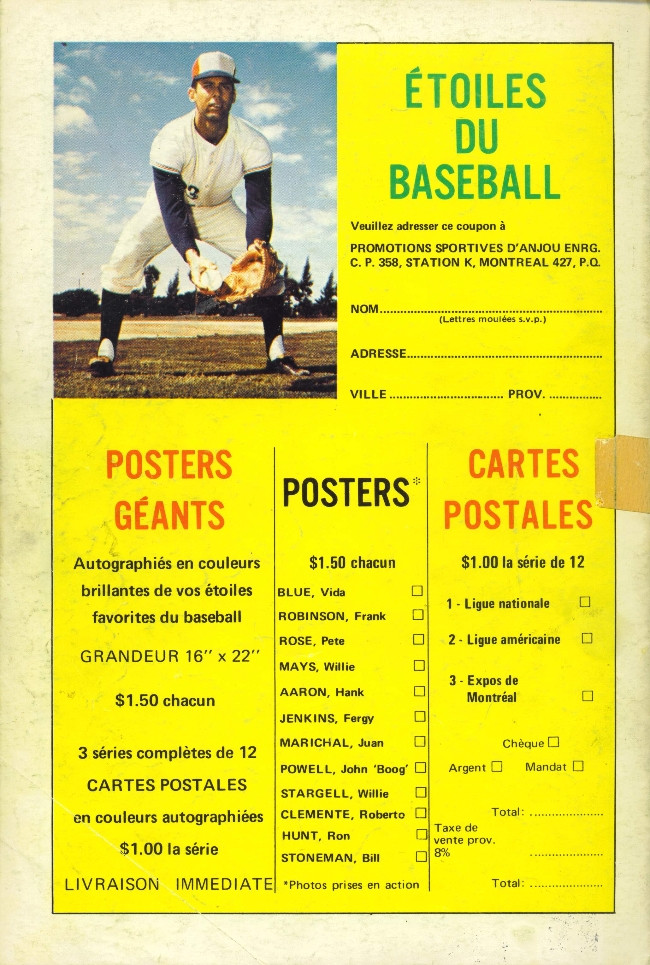 ÉTOILES
DU
BASEBALL
Veuillez adresser ce coupon à
PROMOTIONS SPORTIVES D'ANJOU ENRG.
C. P. 358, STATION K, MONTREAL 427, P.Q.
NOM
(Lettres moulées s.v.p.)
ADRESSE
VILLE PROV.
POSTERS
GÉANTS
Autographiés en couleurs
brillantes de vos étoiles
favorites du baseball
GRANDEUR 16'' x 22''
$1.50 chacun
3 séries complètes de 12
CARTES POSTALES
en couleurs autographiées
$1.00 la série
LIVRAISON IMMEDIATE
POSTERS*
$1.50 chacun
BLUE, Vida
ROBINSON, Frank
ROSE, Pete
MAYS, Willie
AARON, Hank
JENKINS, Fergy
MARICHAL, Juan
POWELL, John 'Boog'
STARGELL, Willie
CLEMENTE, Roberto
HUNT, Ron
STONEMAN, Bill
*Photos prises en action
CARTES
POSTALES
$1.00 la série de 12
1 - Ligue nationale
2 - Ligue américaine
3 - Expos de
Montréal
Chèque
Argent Mandat
Total:
Taxe de
vente prov.
8%
Total: